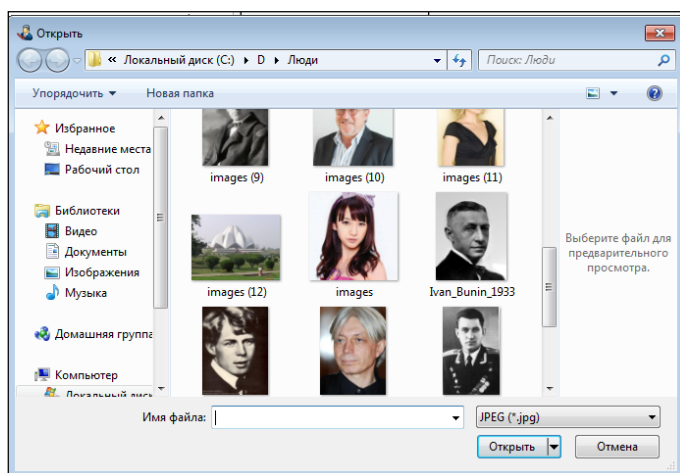 Открыть
« Локальный диск (C:) ▸ D ▸ Люди
Поиск: Люди
Упорядочить ▼ Новая папка
Избранное
Недавние места
Рабочий стол
Библиотеки
Видео
Документы
Изображения
Музыка
Домашняя группа
Компьютер
images (9)
images (10)
images (11)
images (12)
images
Ivan_Bunin_1933
Выберите файл для
предварительного
просмотра.
Имя файла:
JPEG (*.jpg)
Открыть
Отмена